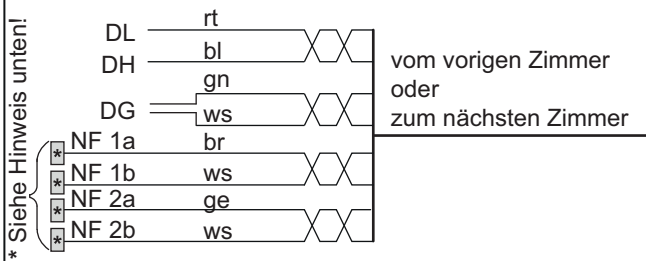 * Siehe Hinweis unten!
DL rt
DH bl
gn
DG ws
* NF 1a br
* NF 1b ws
* NF 2a ge
* NF 2b ws
vom vorigen Zimmer
oder
zum nächsten Zimmer